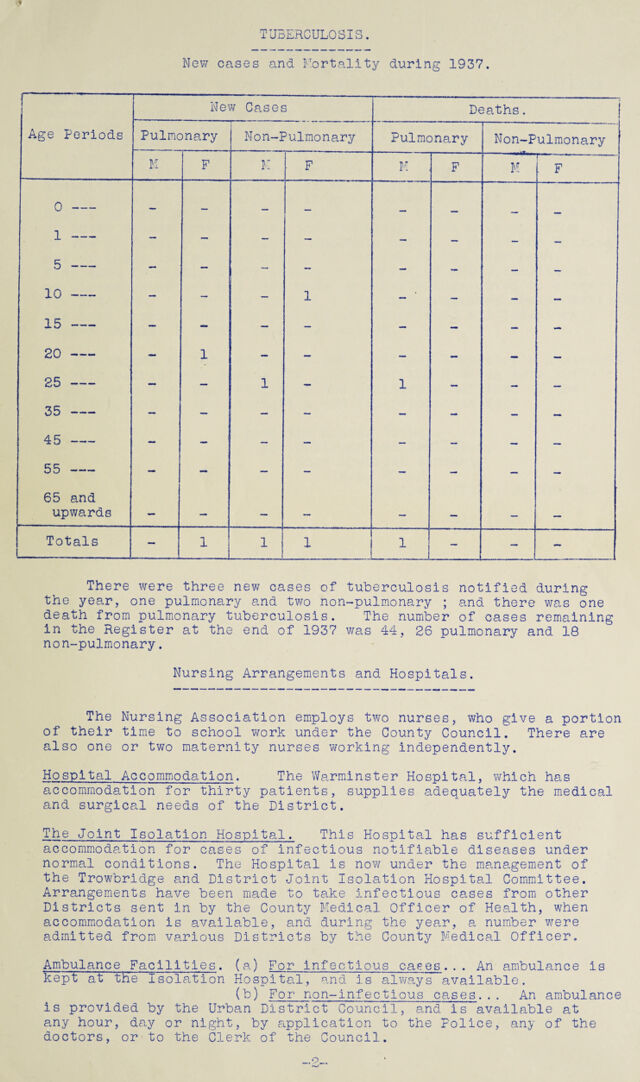 TUBERCULOSIS.
New cases and Mortality during 1937.
Age Periods New Cases Deaths.
Pulmonary Non-Pulmonary Pulmonary Non-Pulmonary
M F M F M F M F
0 --- - - - - - - - -
1 --- - - - - - - - -
5 --- - - - - - - - -
10 --- - - - 1 - - - -
15 --- - - - - - - - -
20 --- - 1 - - - - - -
25 --- - - 1 - 1 - - -
35 --- - - - - - - - -
45 --- - - - - - - - -
55 --- - - - - - - - -
65 and
upwards - - - - - - - -
Totals - 1 1 1 1 - - -
There were three new cases of tuberculosis notified during
the year, one pulmonary and two non-pulmonary ; and there was one
death from pulmonary tuberculosis. The number of cases remaining
in the Register at the end of 1937 was 44, 26 pulmonary and 18
non-pulmonary.
Nursing Arrangements and Hospitals.
The Nursing Association employs two nurses, who give a portion
of their time to school work under the County Council. There are
also one or two maternity nurses working independently.
Hospital Accommodation. The Warminster Hospital, which has
accommodation for thirty patients, supplies adequately the medical
and surgical needs of the District.
The Joint Isolation Hospital. This Hospital has sufficient
accommodation for cases of infectious notifiable diseases under
normal conditions. The Hospital is now under the management of
the Trowbridge and District Joint Isolation Hospital Committee.
Arrangements have been made to take infectious cases from other
Districts sent in by the County Medical Officer of Health, when
accommodation is available, and during the year, a number were
admitted from various Districts by the County Medical Officer.
Ambulance Facilities. (a) For infectious cases... An ambulance is
kept at the Isolation Hospital, and is always available.
(b) For non-infectious cases... An ambulance
is provided by the Urban District Council, and is available at
any hour, day or night, by application to the Police, any of the
doctors, or to the Clerk of the Council.
-2-